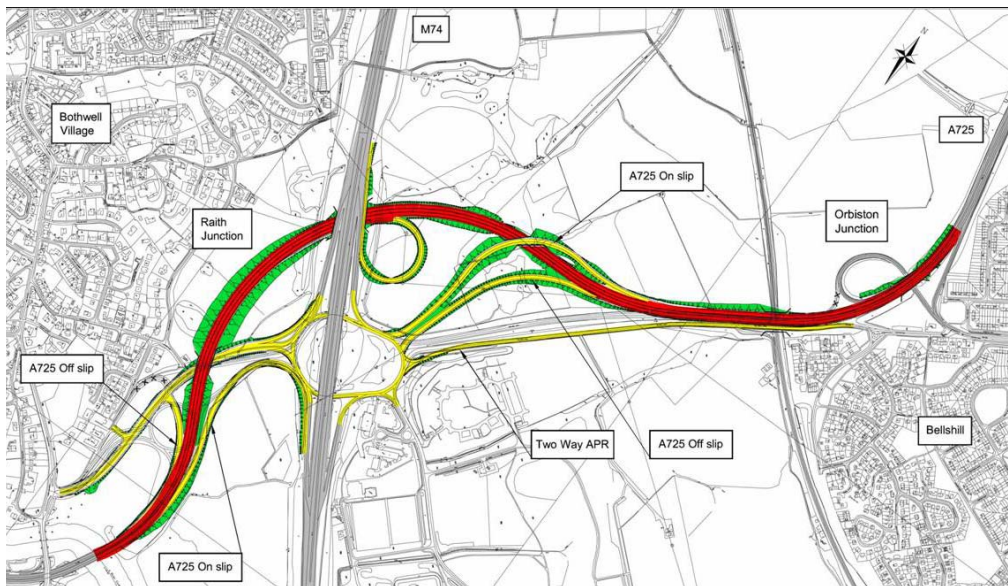 M74
N
A725
Bothwell
Village
A725 On slip
Raith
Junction
Orbiston
Junction
A725 Off slip
Bellshill
Two Way APR
A725 Off slip
A725 On slip